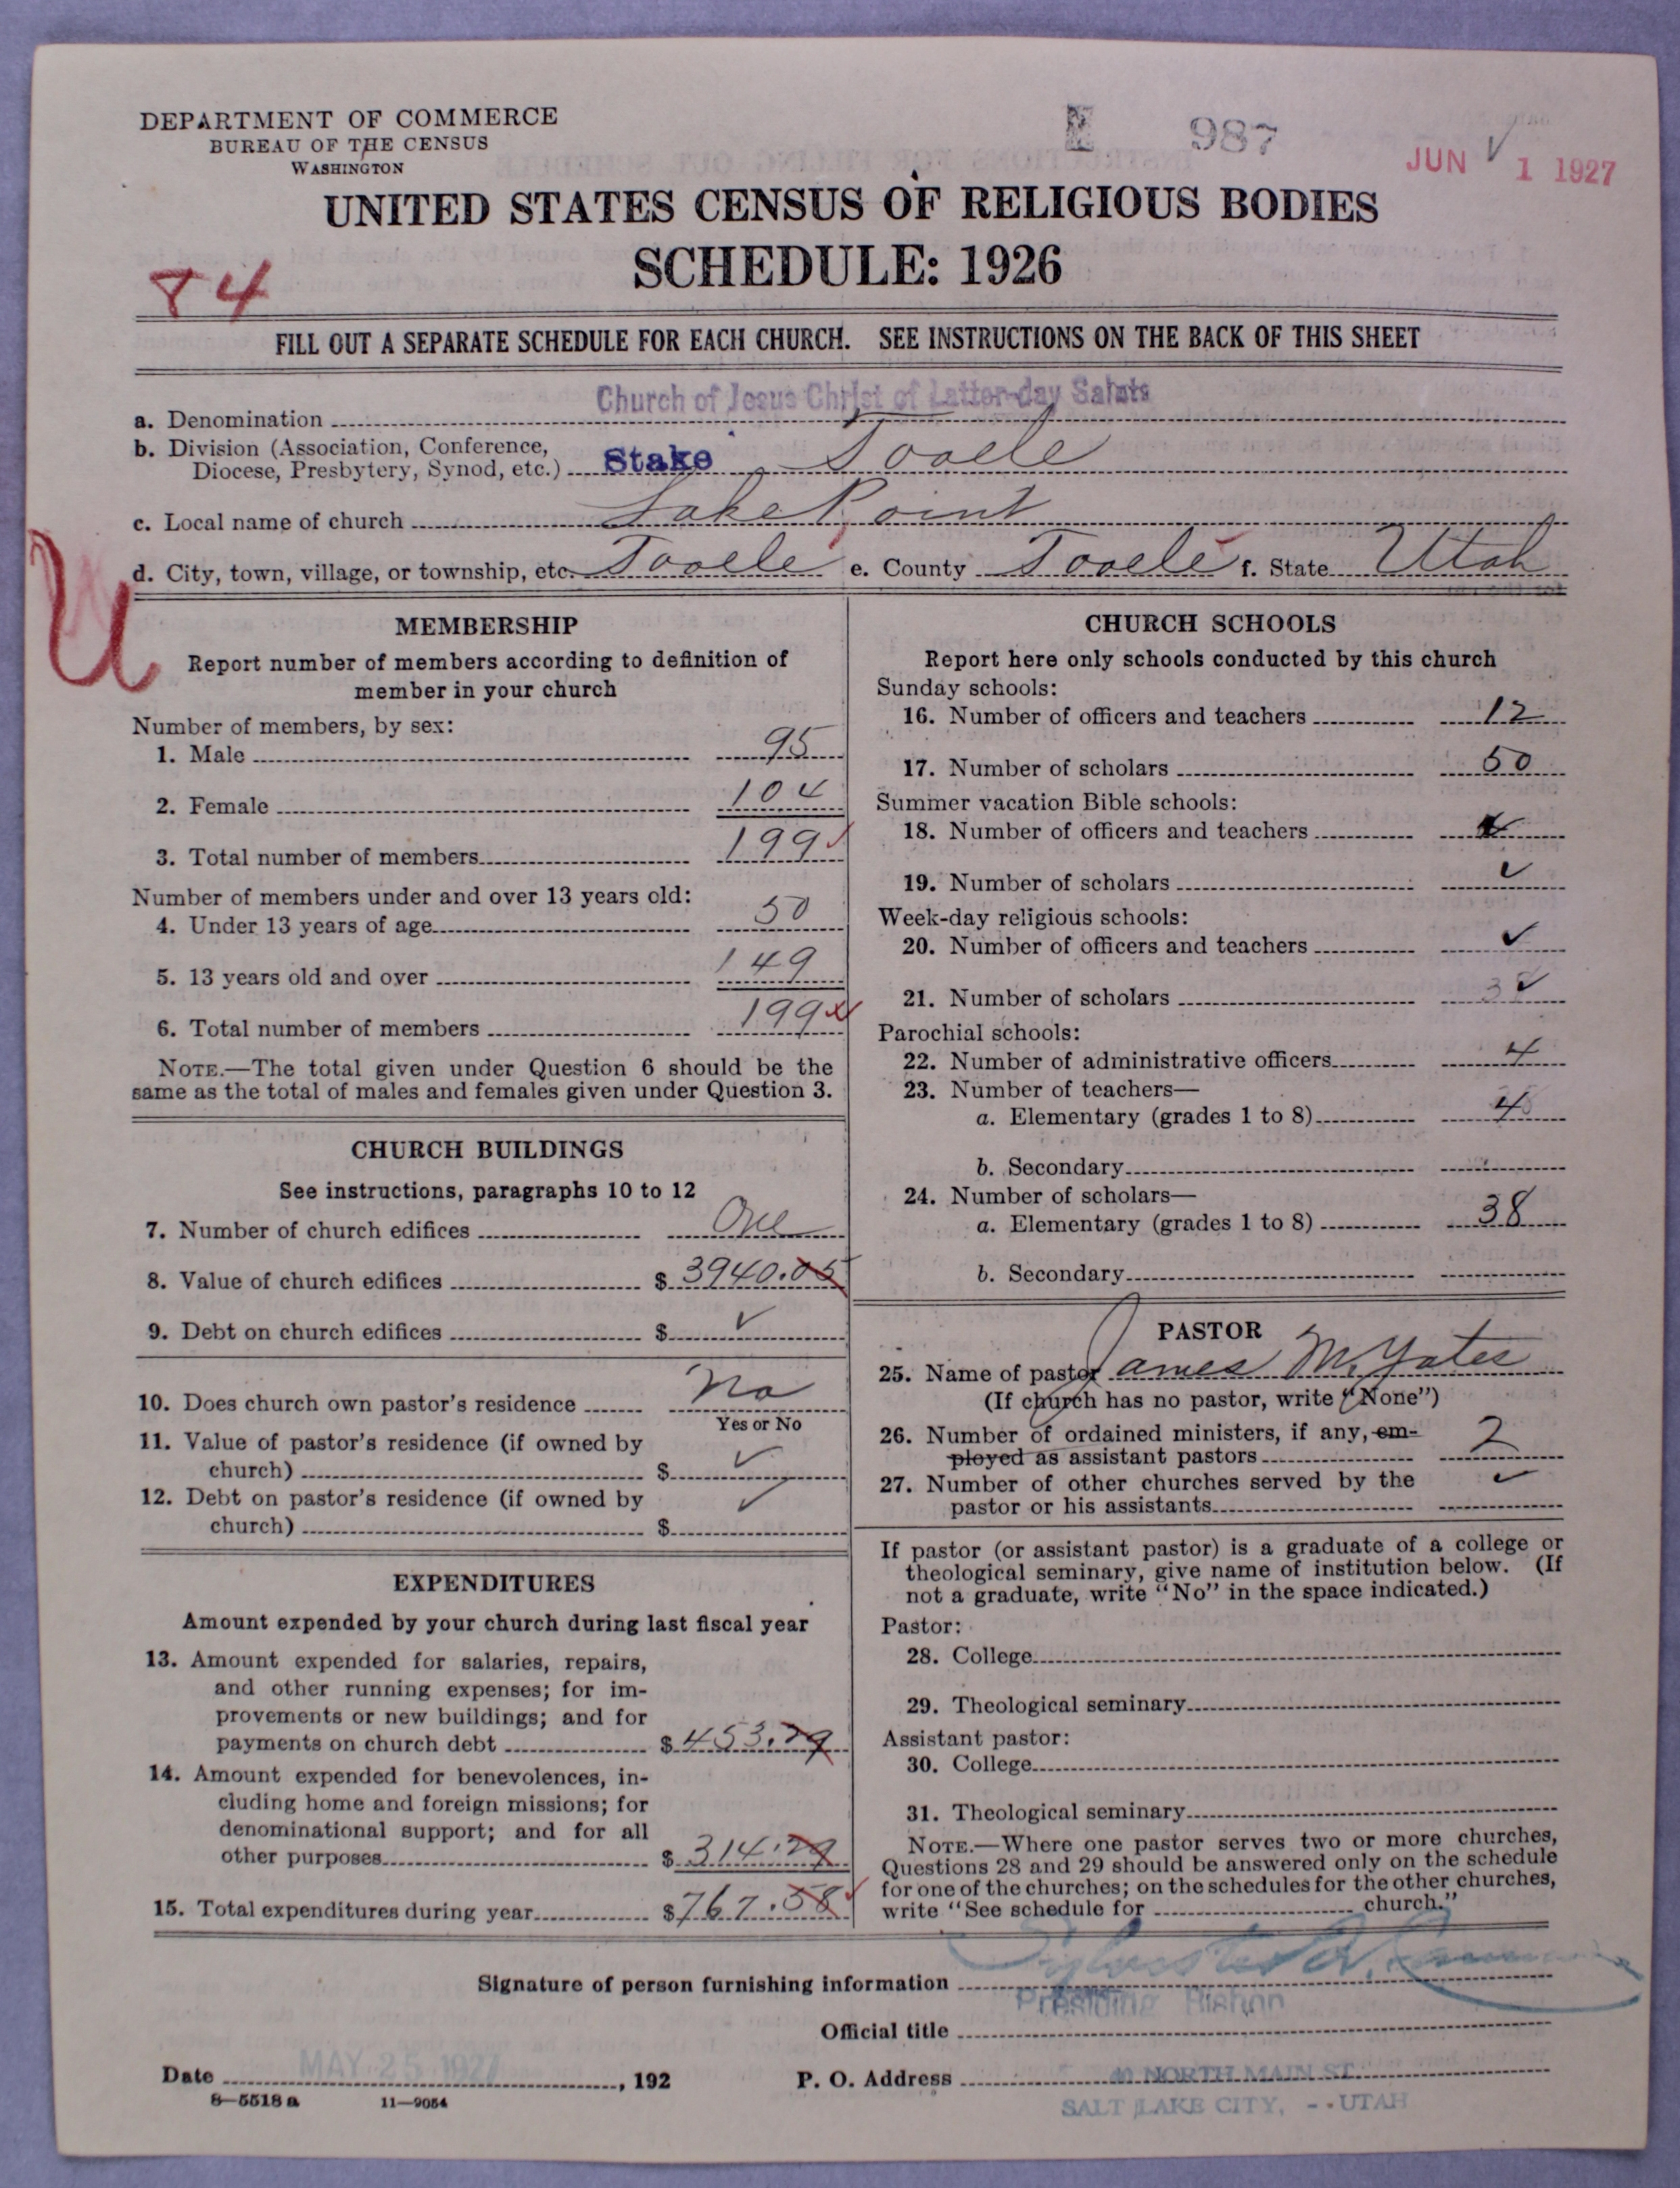 DEPARTMENT OF COMMERCE
BUREAU OF THE CENSUS
WASHINGTON
987
JUN 1 1927
UNITED STATES CENSUS OF RELIGIOUS BODIES
SCHEDULE: 1926
84
FILL OUT A SEPARATE SCHEDULE FOR EACH CHURCH. SEE INSTRUCTIONS ON THE BACK OF THIS SHEET
a. Denomination Church of Jesus Christ of Latter-day Saints
b. Division (Association, Conference,
Diocese, Presbytery, Synod, etc.) Stake Tooele
c. Local name of church Lake Point
d. City, town, village, or township, etc. Tooele e. County Tooele f. State Utah
U
MEMBERSHIP
Report number of members according to definition of
member in your church
Number of members, by sex:
1. Male 95
2. Female 104
3. Total number of members 199
Number of members under and over 13 years old:
4. Under 13 years of age 50
5. 13 years old and over 149
6. Total number of members 199
NOTE.—The total given under Question 6 should be the
same as the total of males and females given under Question 3.
CHURCH BUILDINGS
See instructions, paragraphs 10 to 12
7. Number of church edifices One
8. Value of church edifices $ 3940.05
9. Debt on church edifices $ ✓
10. Does church own pastor's residence No
Yes or No
11. Value of pastor's residence (if owned by
church) $ ✓
12. Debt on pastor's residence (if owned by
church) $ ✓
EXPENDITURES
Amount expended by your church during last fiscal year
13. Amount expended for salaries, repairs,
and other running expenses; for im-
provements or new buildings; and for
payments on church debt $ 453.29
14. Amount expended for benevolences, in-
cluding home and foreign missions; for
denominational support; and for all
other purposes $ 314.29
15. Total expenditures during year $ 767.58
CHURCH SCHOOLS
Report here only schools conducted by this church
Sunday schools:
16. Number of officers and teachers 12
17. Number of scholars 50
Summer vacation Bible schools:
18. Number of officers and teachers
19. Number of scholars ✓
Week-day religious schools:
20. Number of officers and teachers ✓
21. Number of scholars ✓
Parochial schools:
22. Number of administrative officers 4
23. Number of teachers—
a. Elementary (grades 1 to 8) 4
b. Secondary
24. Number of scholars—
a. Elementary (grades 1 to 8) 38
b. Secondary
PASTOR
25. Name of pastor James M. Yates
(If church has no pastor, write "None")
26. Number of ordained ministers, if any, em-
ployed as assistant pastors 2
27. Number of other churches served by the
pastor or his assistants ✓
If pastor (or assistant pastor) is a graduate of a college or
theological seminary, give name of institution below. (If
not a graduate, write "No" in the space indicated.)
Pastor:
28. College
29. Theological seminary
Assistant pastor:
30. College
31. Theological seminary
NOTE.—Where one pastor serves two or more churches,
Questions 28 and 29 should be answered only on the schedule
for one of the churches; on the schedules for the other churches,
write "See schedule for church."
Signature of person furnishing information Sylvester Q. Cannon
Presiding Bishop
Official title
Date MAY 25 1927, 192
P. O. Address 40 NORTH MAIN ST.
SALT LAKE CITY, - - UTAH
8—5518 a 11—9054